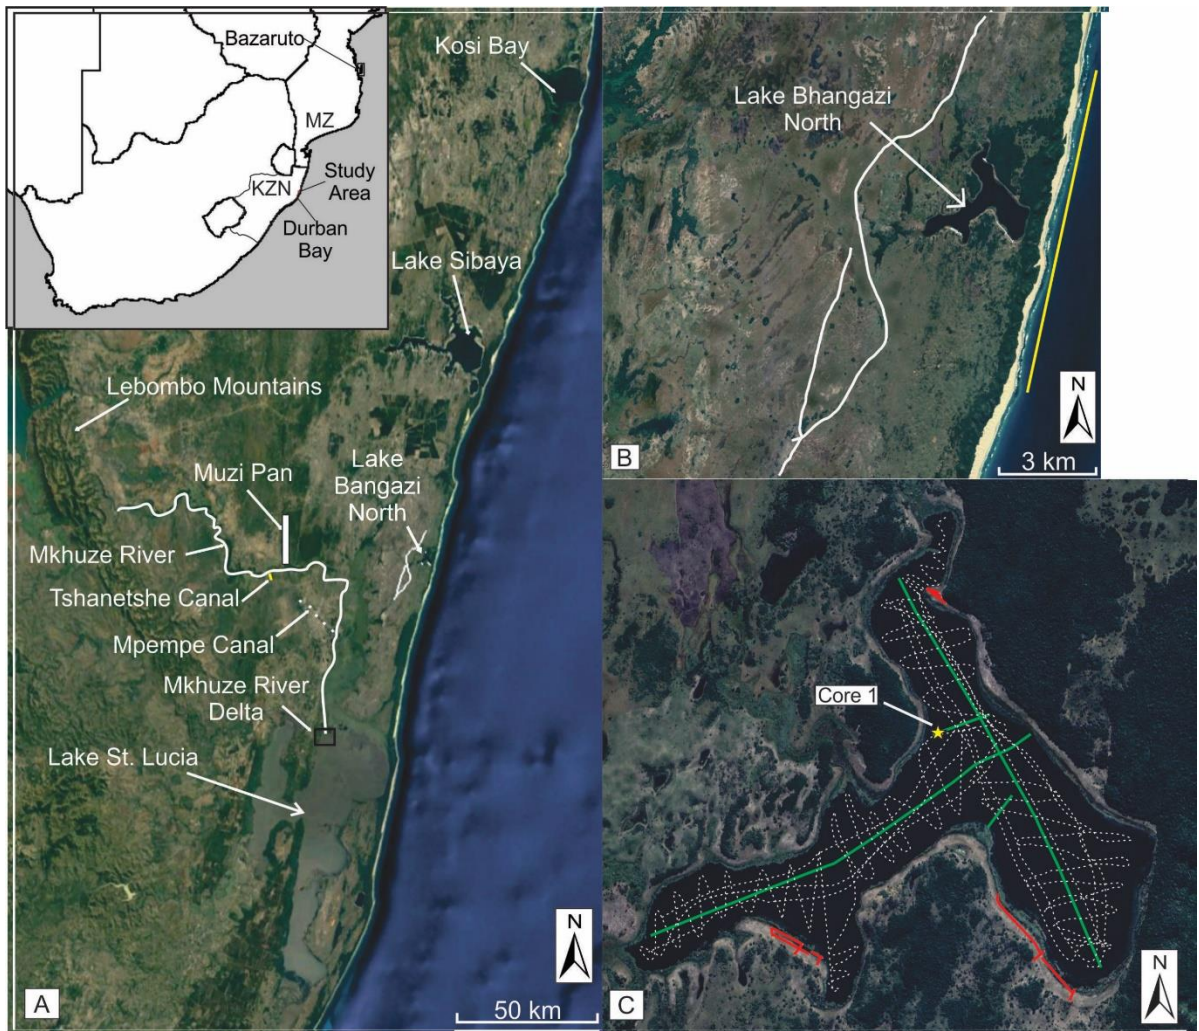 Bazaruto
MZ
KZN
Study
Area
Durban
Bay
Kosi Bay
Lake Sibaya
Lebombo Mountains
Muzi Pan
Lake
Bangazi
North
Mkhuze River
Tshanetshe Canal
Mpempe Canal
Mkhuze River
Delta
Lake St. Lucia
N
A
50 km
Lake Bhangazi
North
N
B
3 km
Core 1
N
C